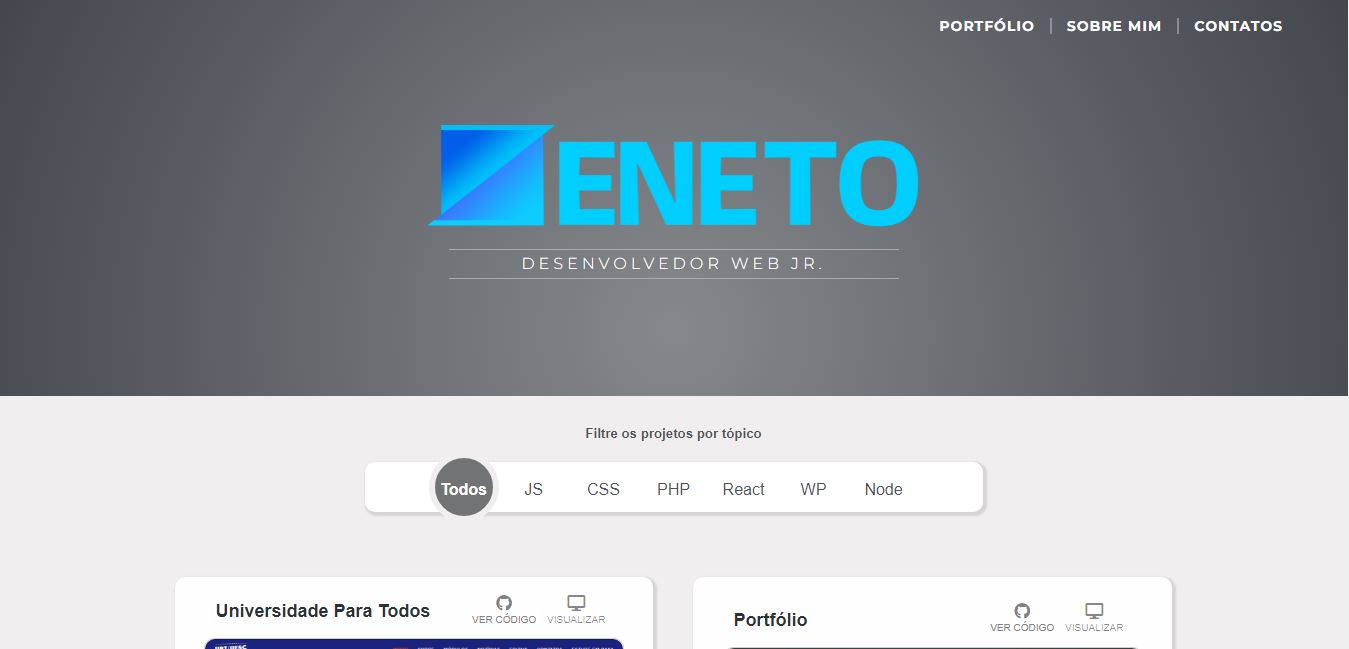 PORTFÓLIO SOBRE MIM CONTATOS
ZENETO
DESENVOLVEDOR WEB JR.
Filtre os projetos por tópico
Todos JS CSS PHP React WP Node
Universidade Para Todos
VER CÓDIGO VISUALIZAR
Portfólio
VER CÓDIGO VISUALIZAR